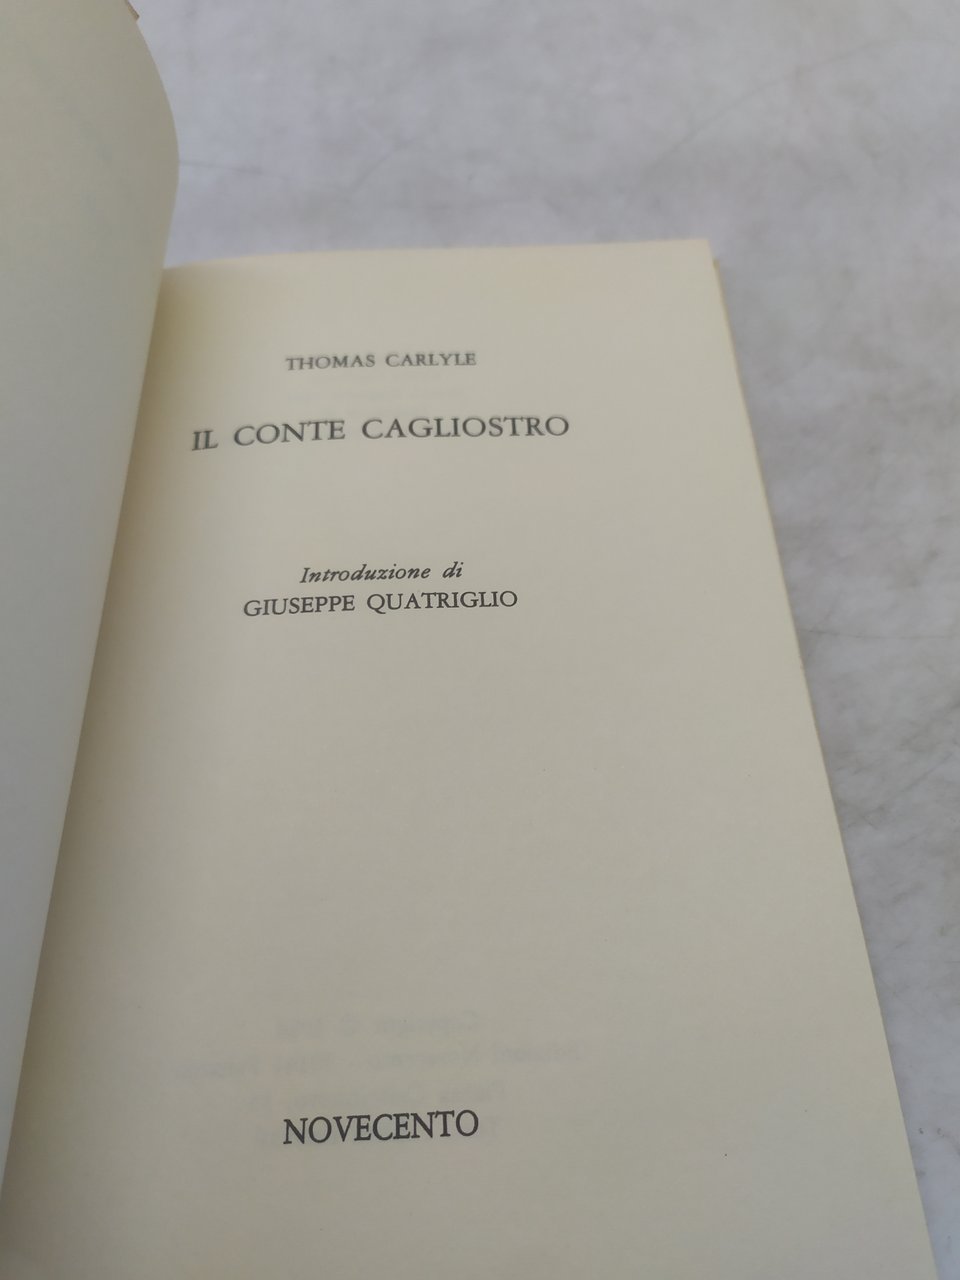 THOMAS CARLYLE
IL CONTE CAGLIOSTRO
Introduzione di
GIUSEPPE QUATRIGLIO
NOVECENTO